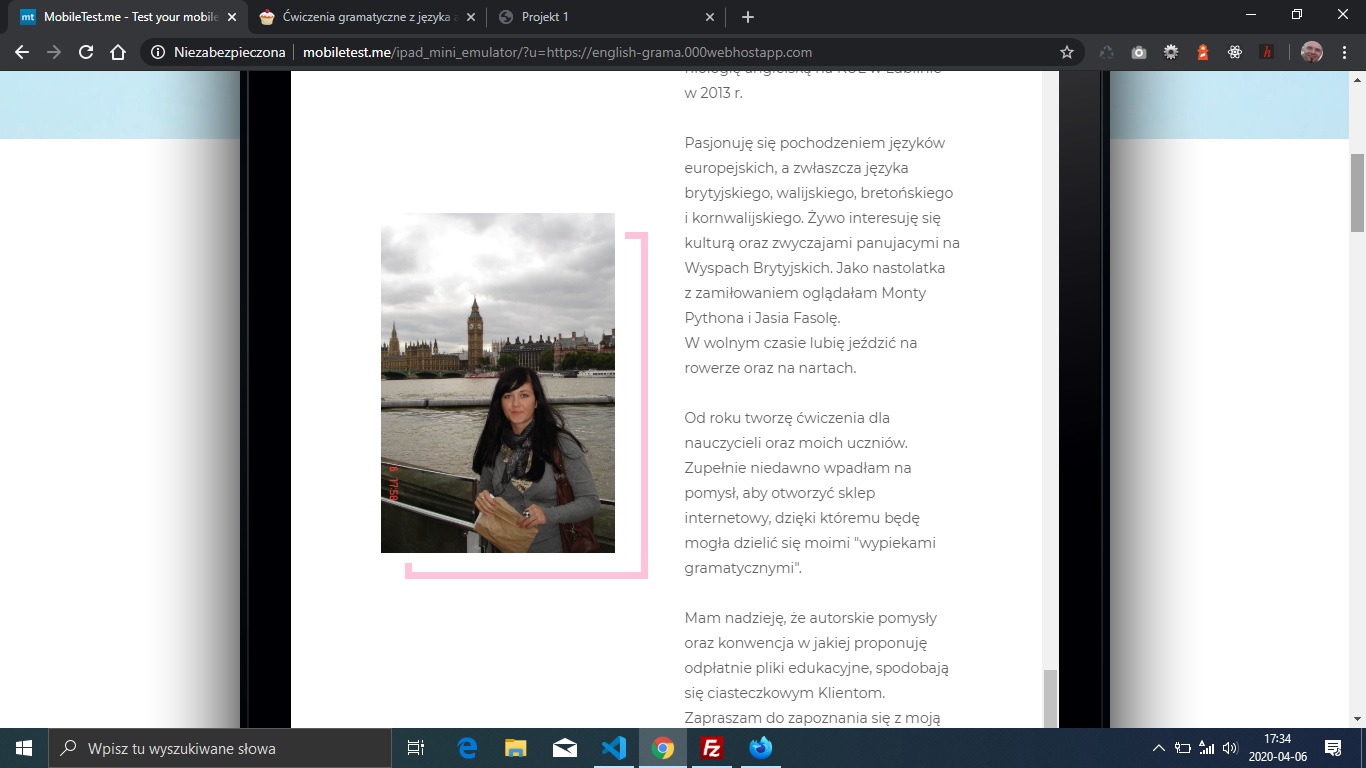 MobileTest.me - Test your mobile
Ćwiczenia gramatyczne z języka a
Projekt 1
Niezabezpieczona
mobiletest.me/ipad_mini_emulator/?u=https://english-grama.000webhostapp.com
w 2013 r.
Pasjonuję się pochodzeniem języków
europejskich, a zwłaszcza języka
brytyjskiego, walijskiego, bretońskiego
i kornwalijskiego. Żywo interesuję się
kulturą oraz zwyczajami panujacymi na
Wyspach Brytyjskich. Jako nastolatka
z zamiłowaniem oglądałam Monty
Pythona i Jasia Fasolę.
W wolnym czasie lubię jeździć na
rowerze oraz na nartach.
Od roku tworzę ćwiczenia dla
nauczycieli oraz moich uczniów.
Zupełnie niedawno wpadłam na
pomysł, aby otworzyć sklep
internetowy, dzięki któremu będę
mogła dzielić się moimi "wypiekami
gramatycznymi".
Mam nadzieję, że autorskie pomysły
oraz konwencja w jakiej proponuję
odpłatnie pliki edukacyjne, spodobają
się ciasteczkowym Klientom.
Zapraszam do zapoznania się z moją
Wpisz tu wyszukiwane słowa
17:34
2020-04-06